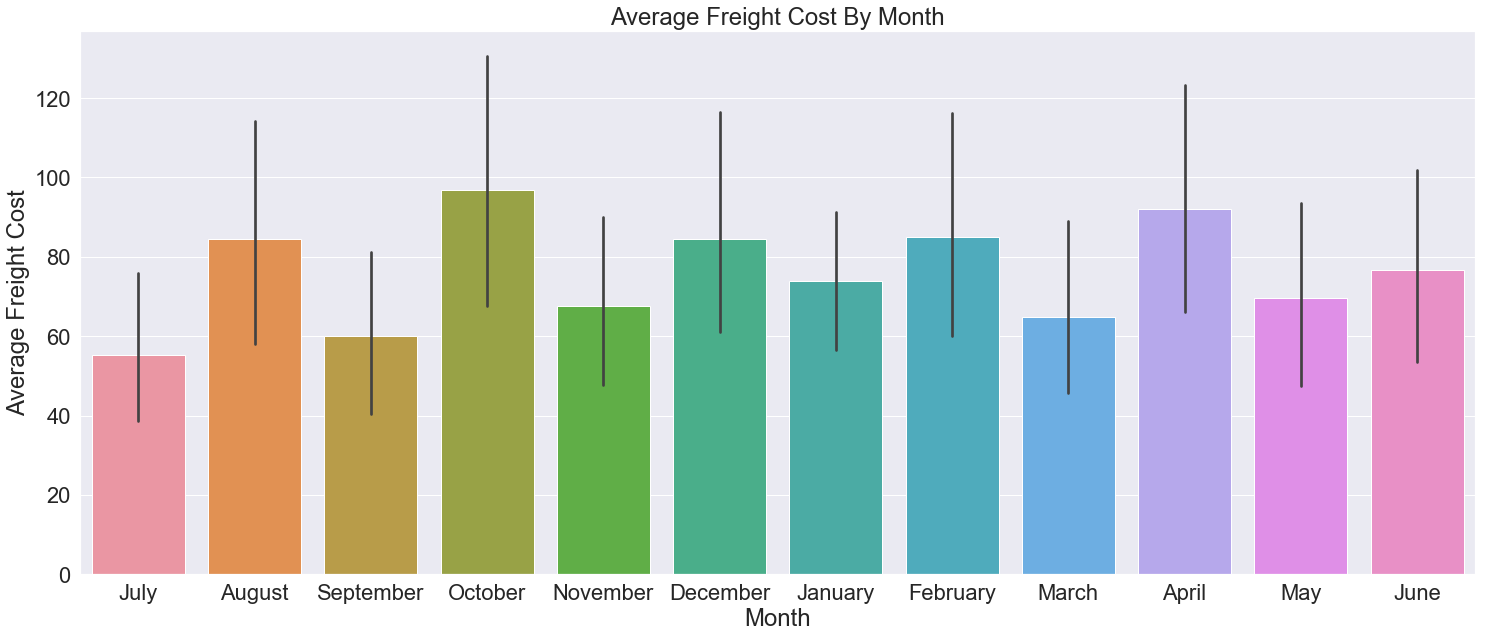 Average Freight Cost By Month
Average Freight Cost
120
100
80
60
40
20
0
July August September October November December January February March April May June
Month